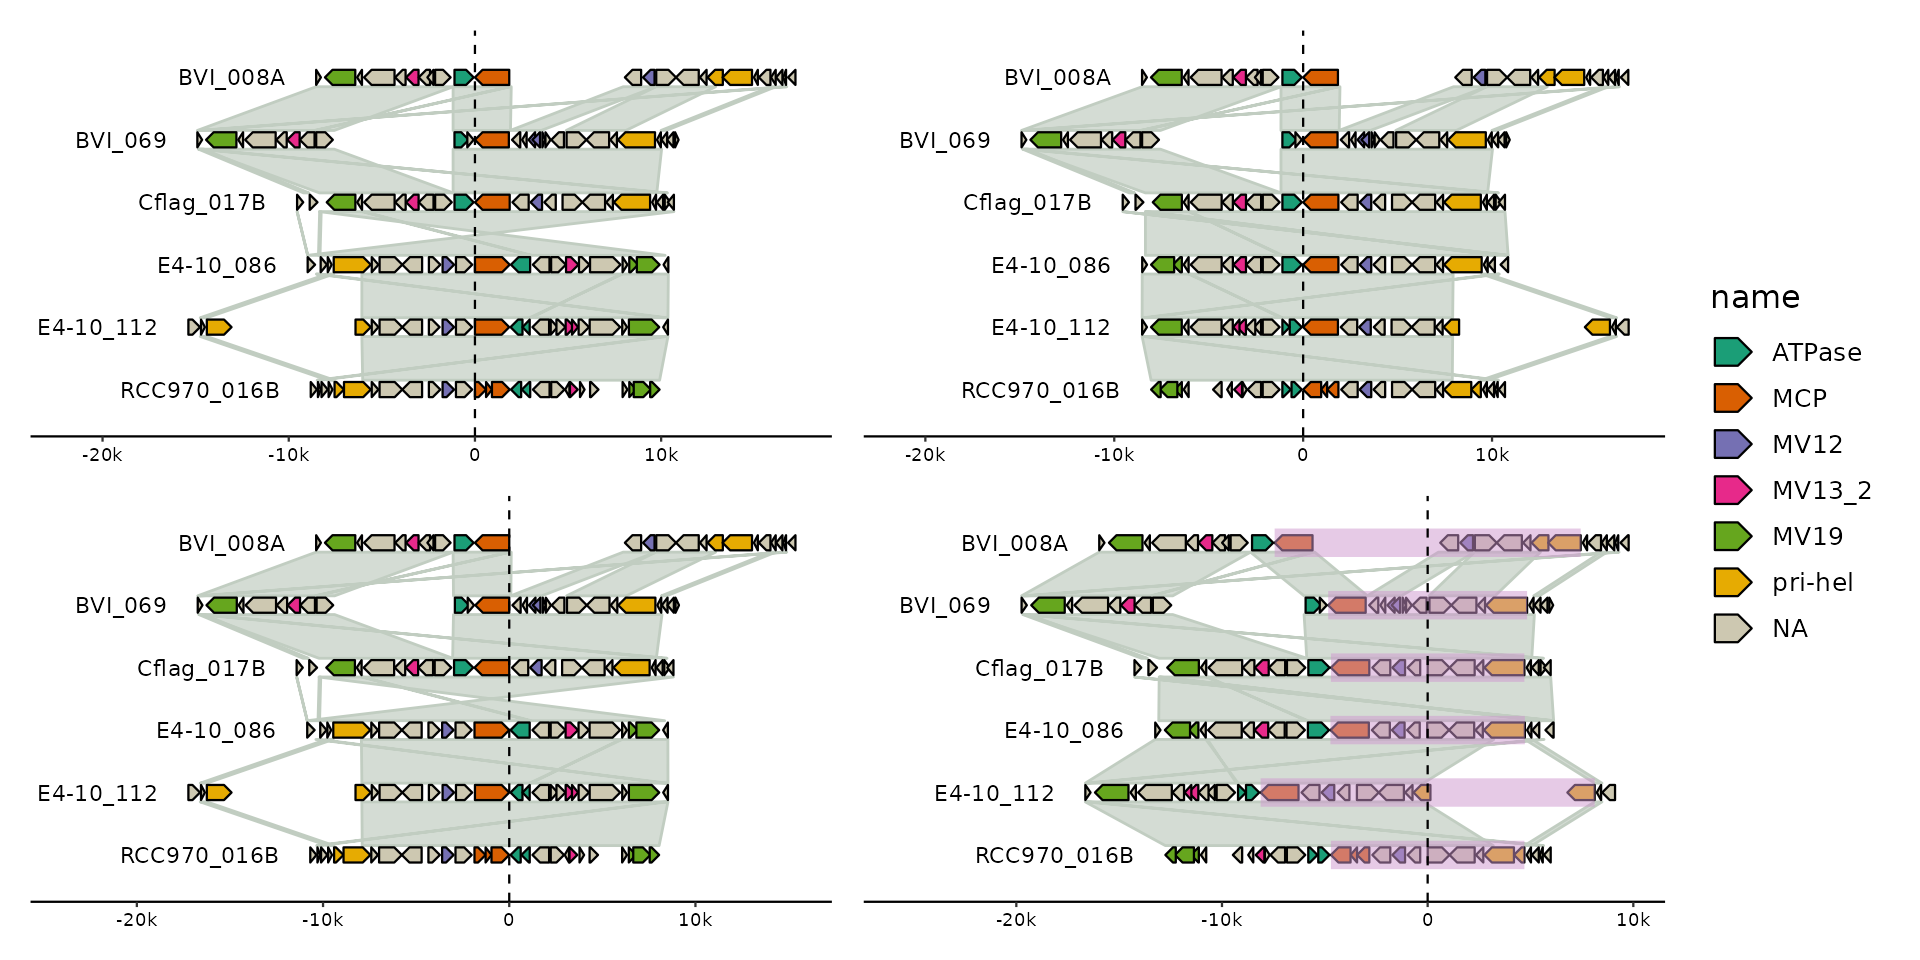 BVI_008A
BVI_069
Cflag_017B
E4-10_086
E4-10_112
RCC970_016B
-20k -10k 0 10k
BVI_008A
BVI_069
Cflag_017B
E4-10_086
E4-10_112
RCC970_016B
-20k -10k 0 10k
BVI_008A
BVI_069
Cflag_017B
E4-10_086
E4-10_112
RCC970_016B
-20k -10k 0 10k
BVI_008A
BVI_069
Cflag_017B
E4-10_086
E4-10_112
RCC970_016B
-20k -10k 0 10k
name
ATPase
MCP
MV12
MV13_2
MV19
pri-hel
NA